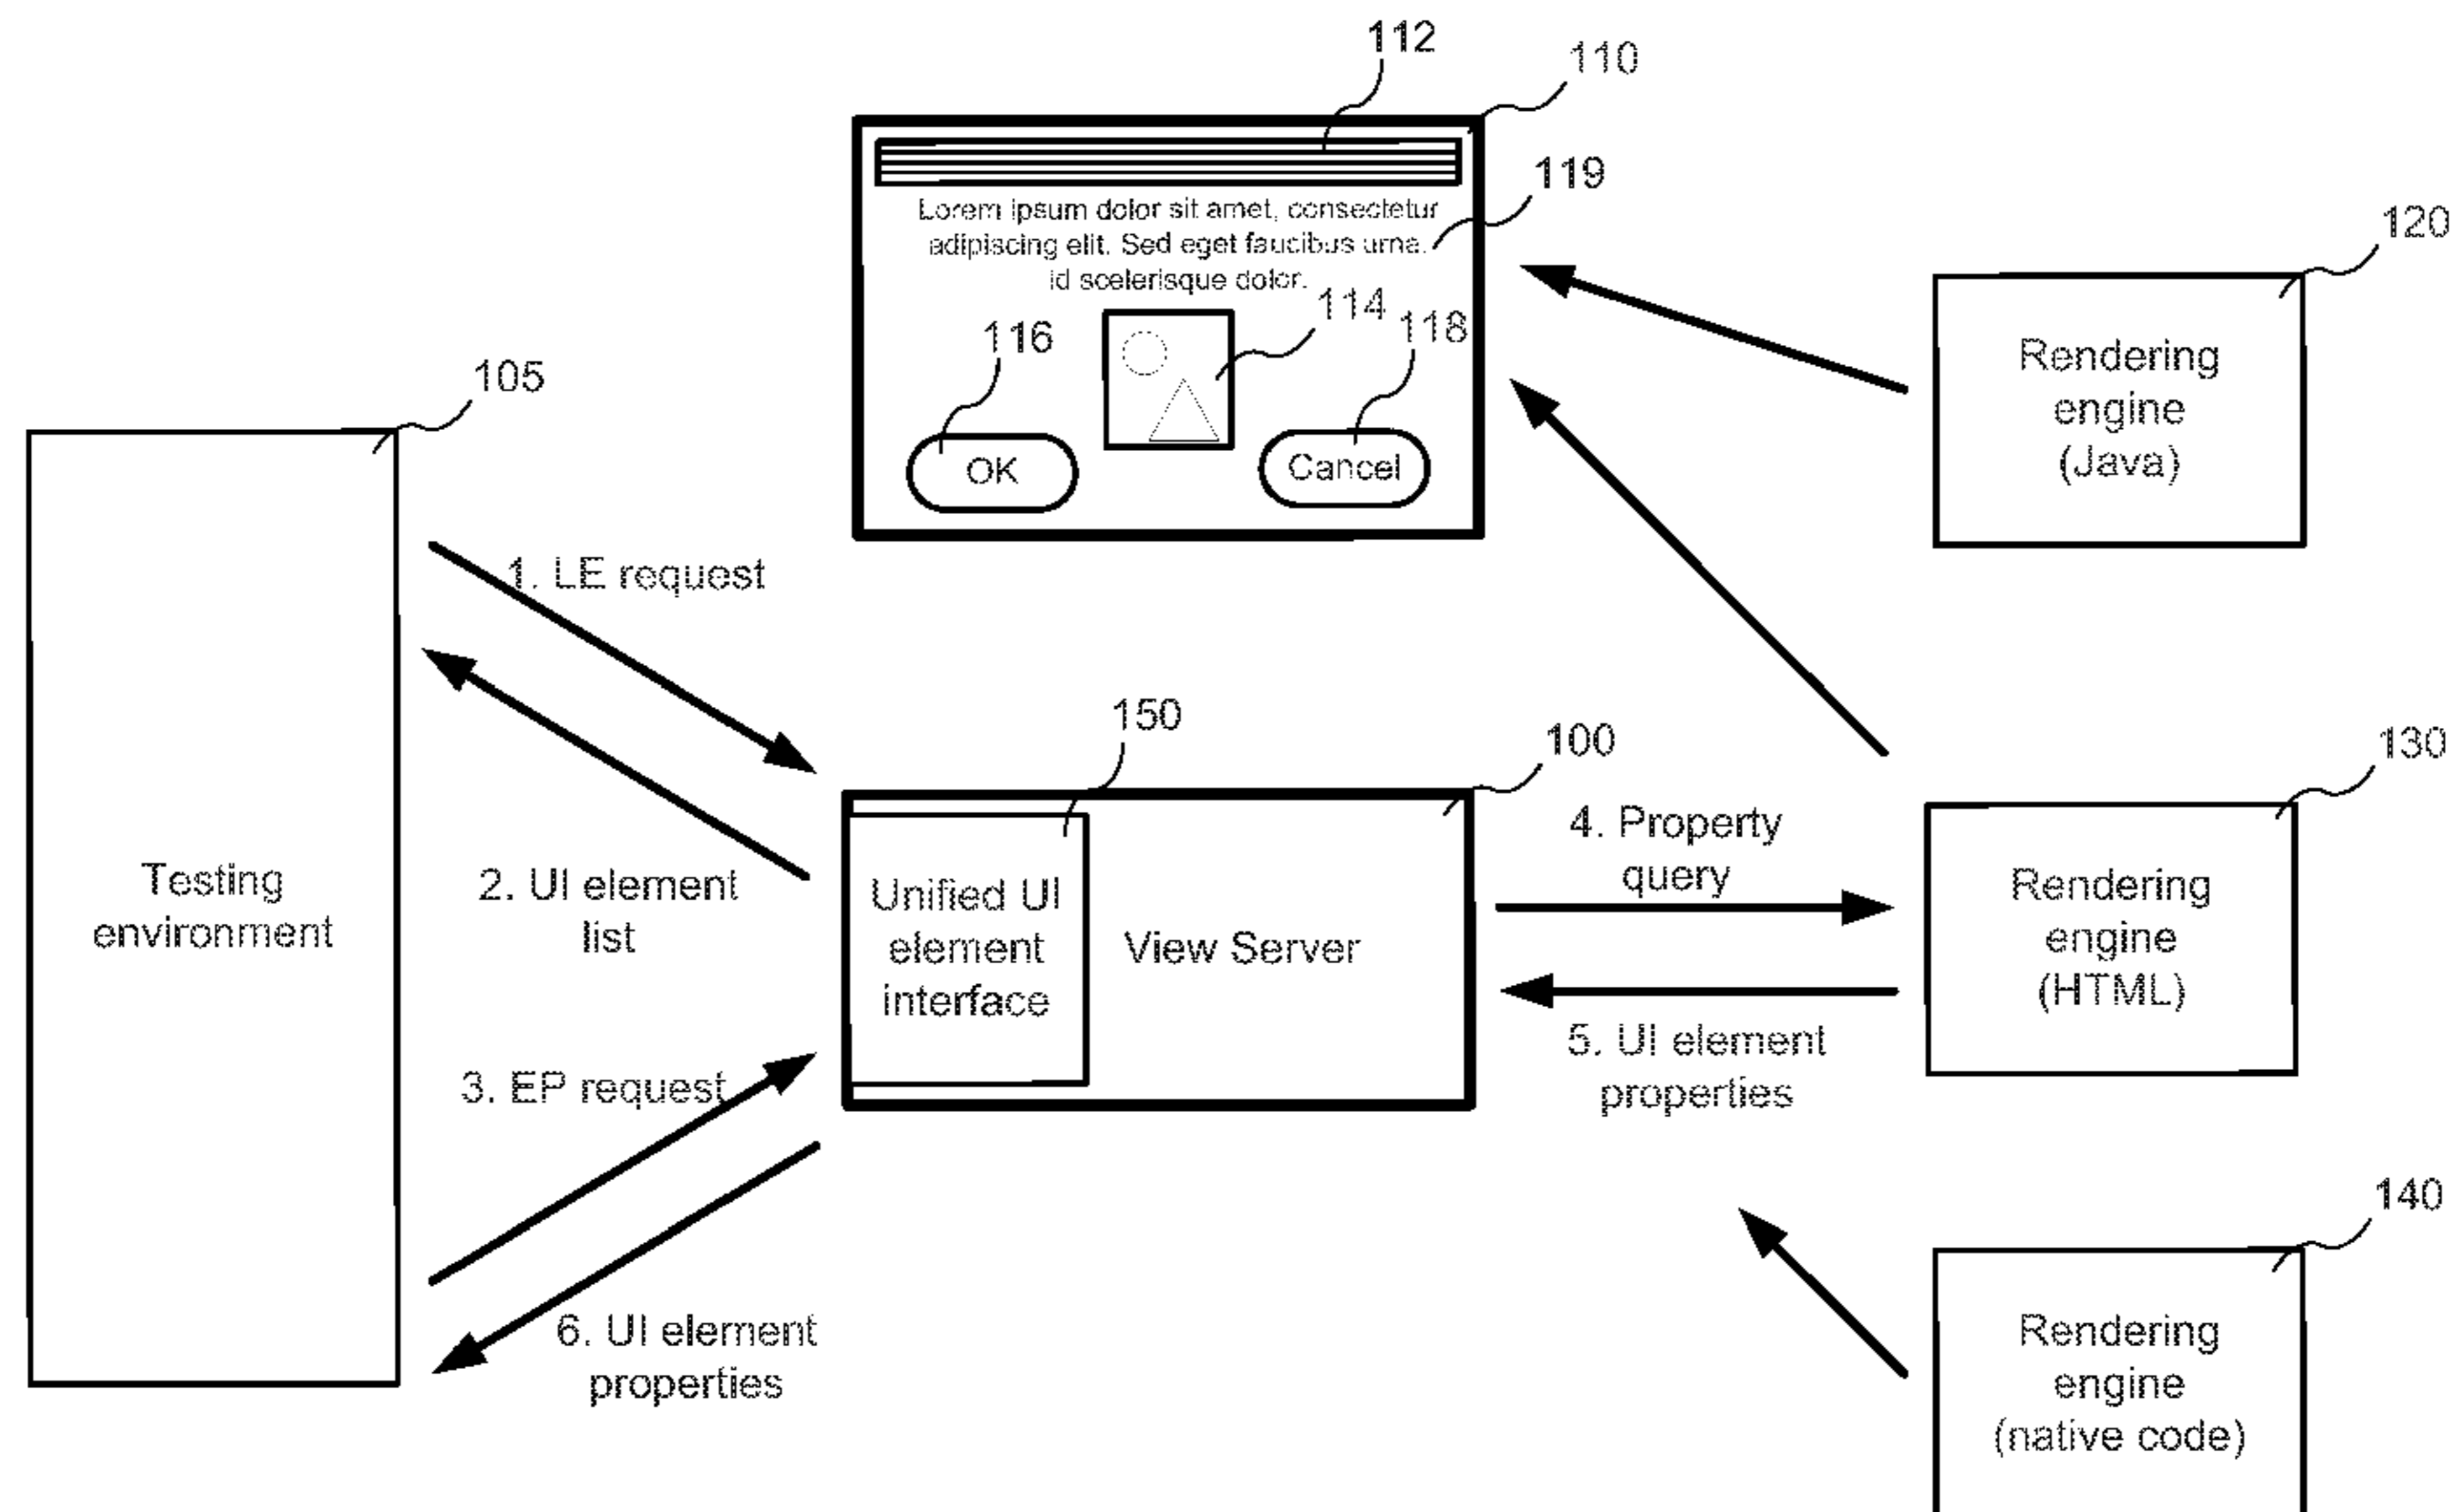 112
110
119
Lorem ipsum dolor sit amet, consectetur
adipiscing elit. Sed eget faucibus urna.
id scelerisque dolor.
114
116
118
OK
Cancel
120
Rendering
engine
(Java)
105
Testing
environment
1. LE request
2. UI element
list
3. EP request
6. UI element
properties
150
100
Unified UI
element
interface
View Server
4. Property
query
5. UI element
properties
130
Rendering
engine
(HTML)
140
Rendering
engine
(native code)